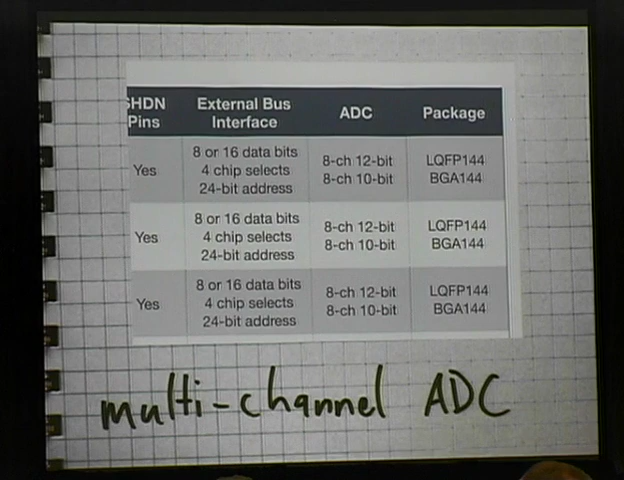 SHDN Pins External Bus Interface ADC Package
Yes 8 or 16 data bits 4 chip selects 24-bit address 8-ch 12-bit 8-ch 10-bit LQFP144 BGA144
Yes 8 or 16 data bits 4 chip selects 24-bit address 8-ch 12-bit 8-ch 10-bit LQFP144 BGA144
Yes 8 or 16 data bits 4 chip selects 24-bit address 8-ch 12-bit 8-ch 10-bit LQFP144 BGA144
multi-channel ADC